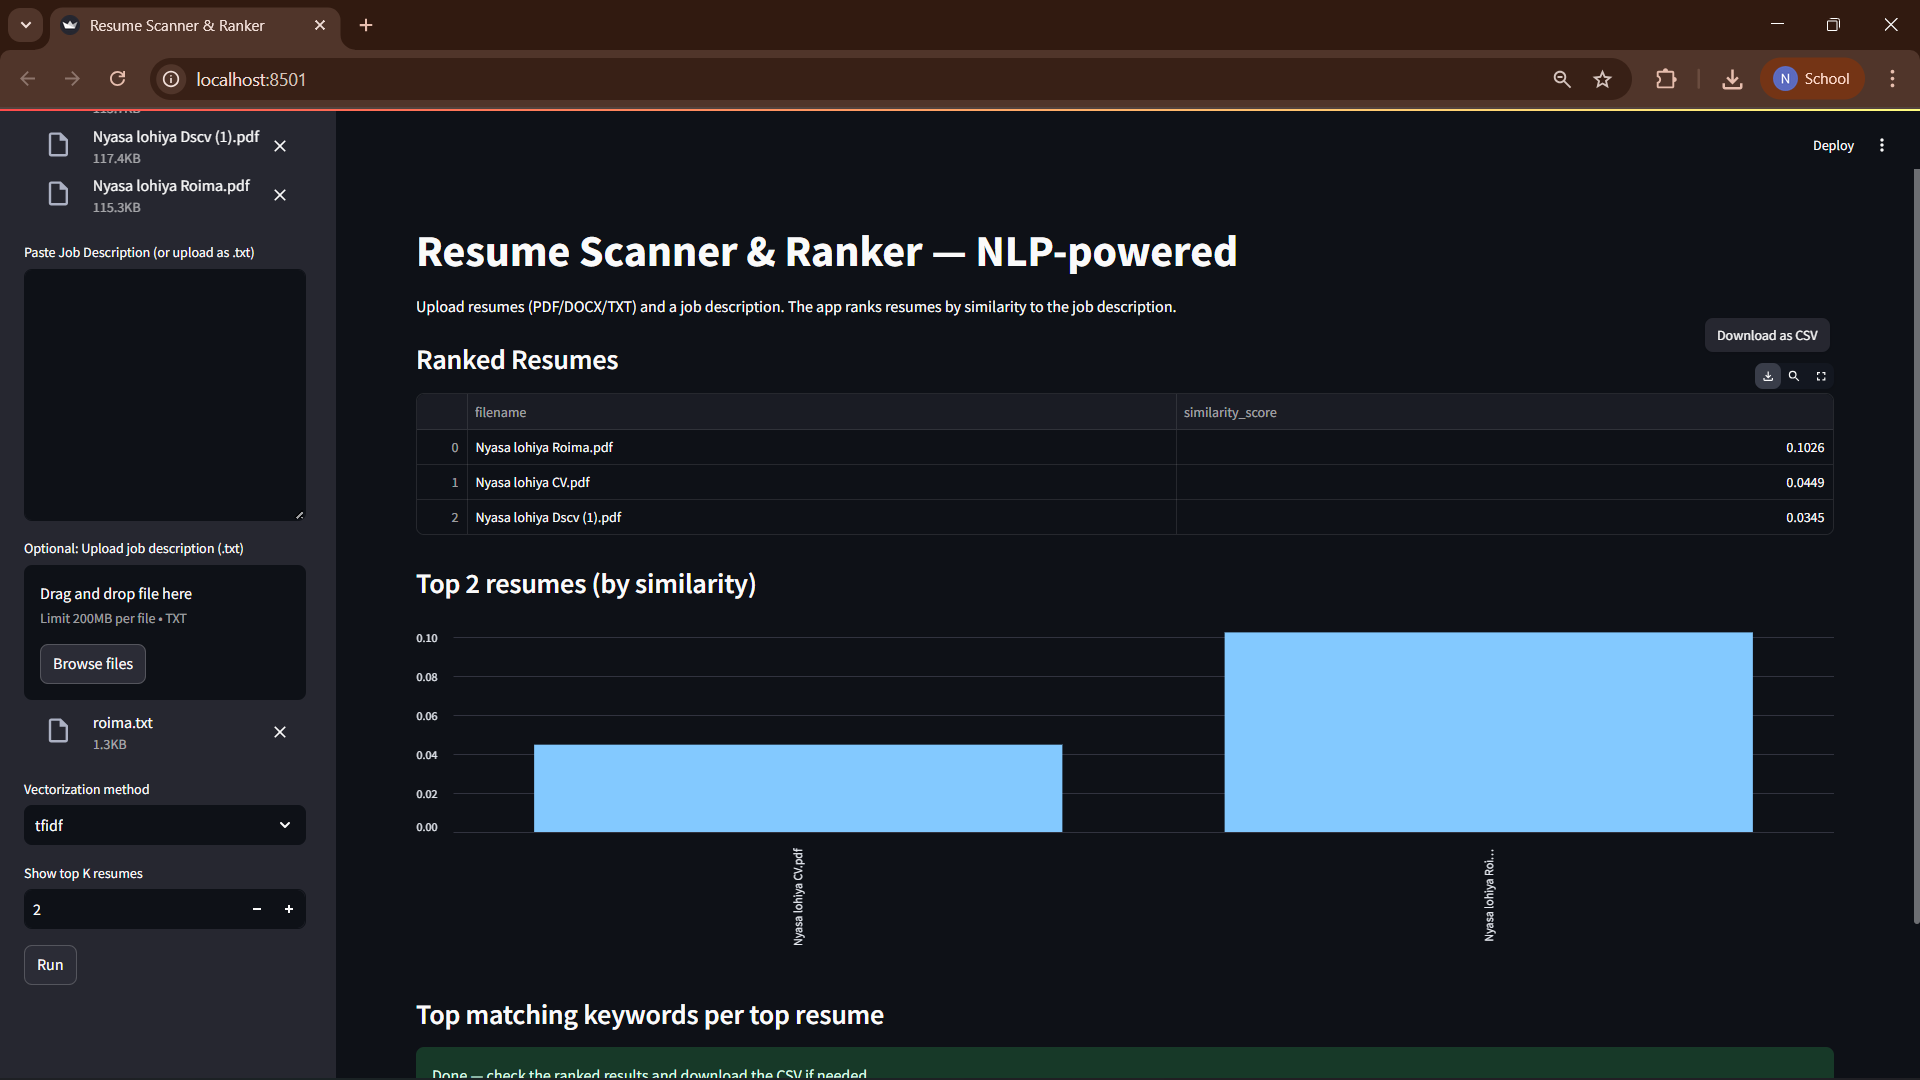 Resume Scanner & Ranker
localhost:8501
N School
Nyasa lohiya Dscv (1).pdf
117.4KB
Nyasa lohiya Roima.pdf
115.3KB
Paste Job Description (or upload as .txt)
Optional: Upload job description (.txt)
Drag and drop file here
Limit 200MB per file • TXT
Browse files
roima.txt
1.3KB
Vectorization method
tfidf
Show top K resumes
2
Run
Deploy
Resume Scanner & Ranker — NLP-powered
Upload resumes (PDF/DOCX/TXT) and a job description. The app ranks resumes by similarity to the job description.
Download as CSV
Ranked Resumes
filename similarity_score
0 Nyasa lohiya Roima.pdf 0.1026
1 Nyasa lohiya CV.pdf 0.0449
2 Nyasa lohiya Dscv (1).pdf 0.0345
Top 2 resumes (by similarity)
0.10
0.08
0.06
0.04
0.02
0.00
Nyasa lohiya CV.pdf
Nyasa lohiya Roi...
Top matching keywords per top resume
Done — check the ranked results and download the CSV if needed